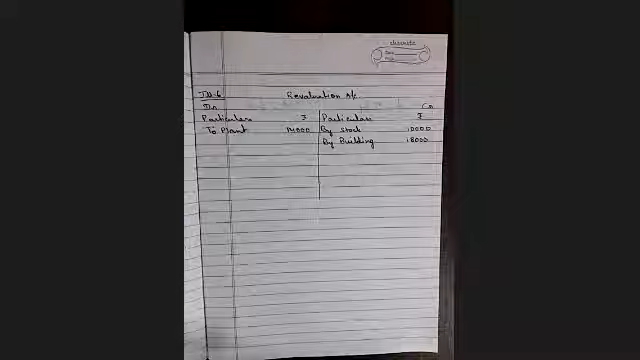 Revaluation A/c
Dr. Cr.
Particulars ₹ Particulars ₹
To Plant 14000 By Stock 10000
By Building 18000